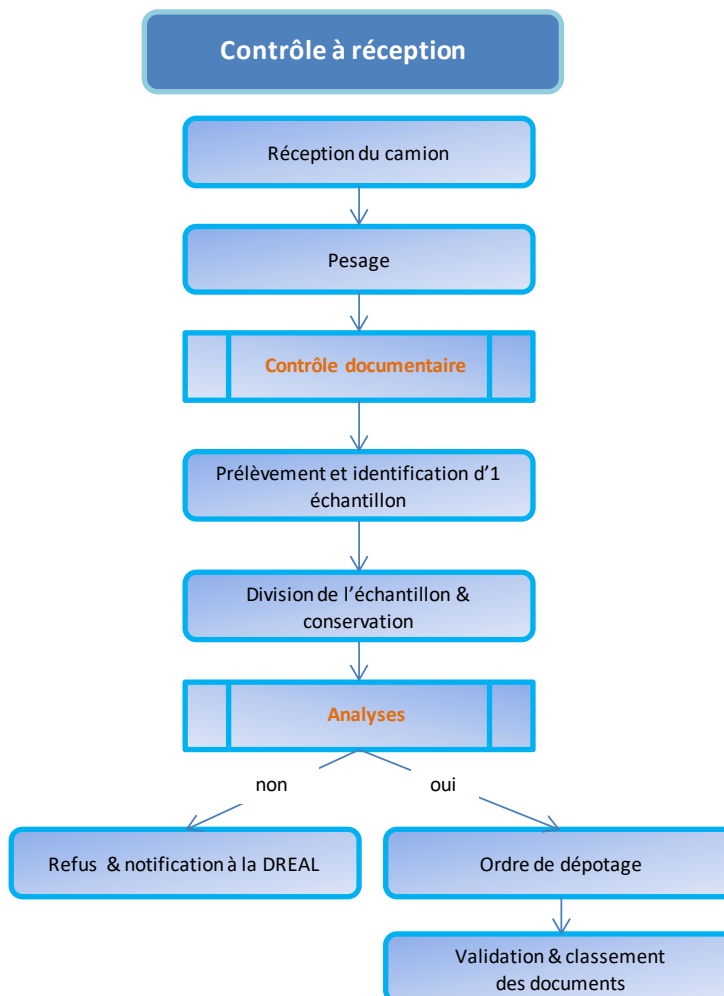 Contrôle à réception
Réception du camion
Pesage
Contrôle documentaire
Prélèvement et identification d'1
échantillon
Division de l'échantillon &
conservation
Analyses
non
oui
Refus & notification à la DREAL
Ordre de dépotage
Validation & classement
des documents